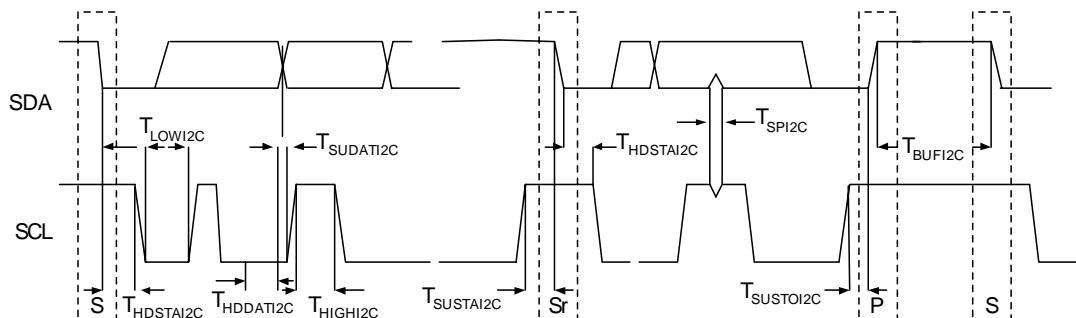 SDA
T_LOWI2C
T_SUDATI2C
T_HDSTAI2C
T_SPI2C
T_BUFI2C
SCL
S
T_HDSTAI2C
T_HDDATI2C
T_HIGHI2C
T_SUSTAI2C
Sr
T_SUSTOI2C
P
S